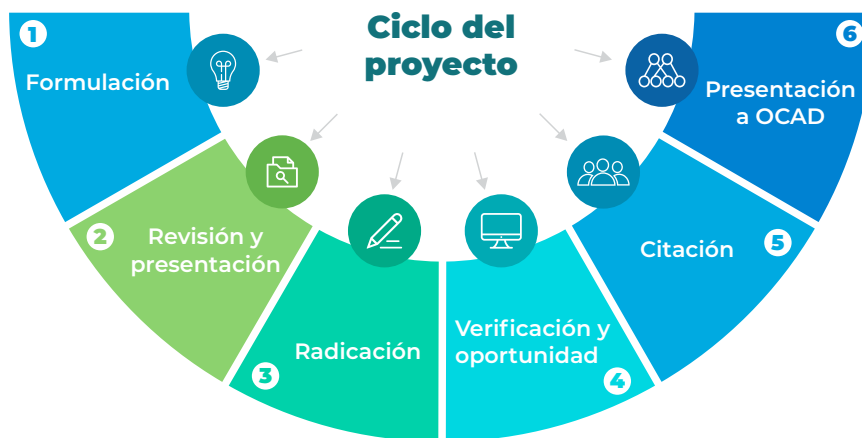 Ciclo del
proyecto
1
Formulación
2
Revisión y
presentación
3
Radicación
4
Verificación y
oportunidad
5
Citación
6
Presentación
a OCAD